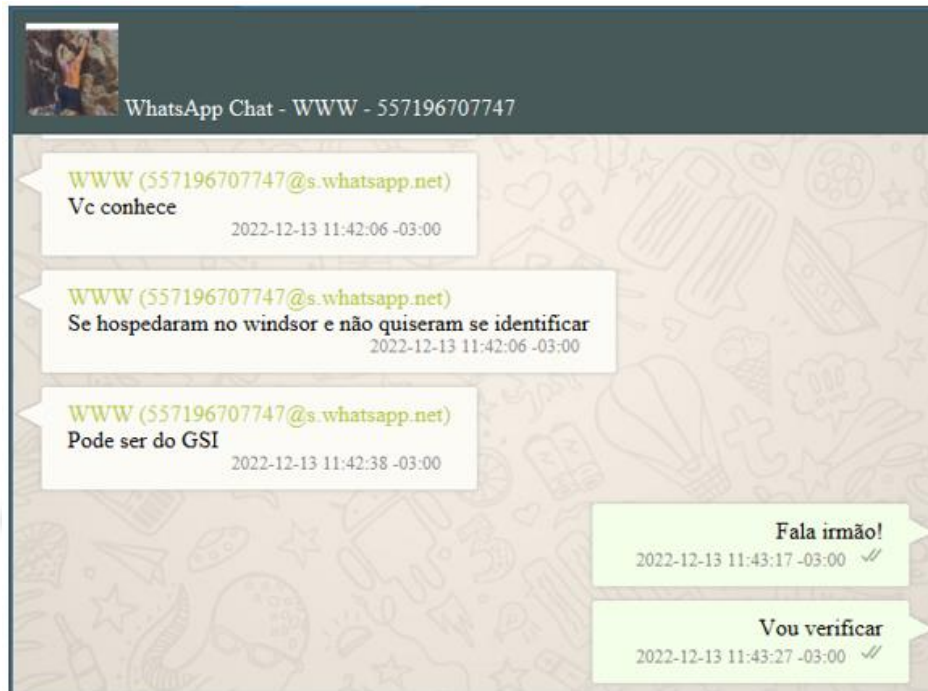 WhatsApp Chat - WWW - 557196707747
WWW (557196707747@s.whatsapp.net)
Vc conhece
2022-12-13 11:42:06 -03:00
WWW (557196707747@s.whatsapp.net)
Se hospedaram no windsor e não quiseram se identificar
2022-12-13 11:42:06 -03:00
WWW (557196707747@s.whatsapp.net)
Pode ser do GSI
2022-12-13 11:42:38 -03:00
Fala irmão!
2022-12-13 11:43:17 -03:00
Vou verificar
2022-12-13 11:43:27 -03:00